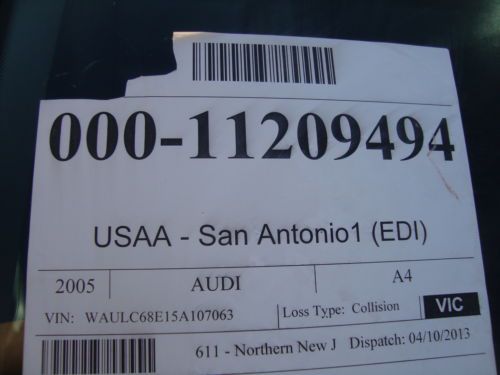 000-11209494
USAA - San Antonio1 (EDI)
2005 AUDI A4
VIN: WAULC68E15A107063 Loss Type: Collision VIC
611 - Northern New J Dispatch: 04/10/2013